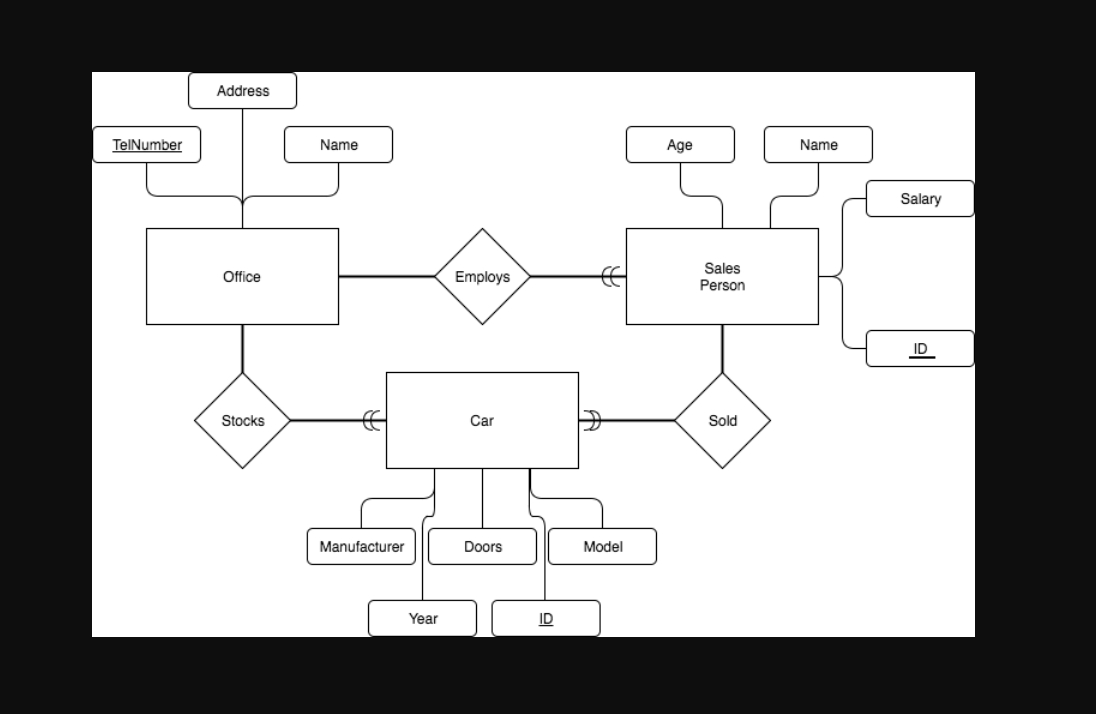 Address
TelNumber
Name
Age
Name
Salary
Office
Employs
Sales
Person
ID
Stocks
Car
Sold
Manufacturer
Doors
Model
Year
ID